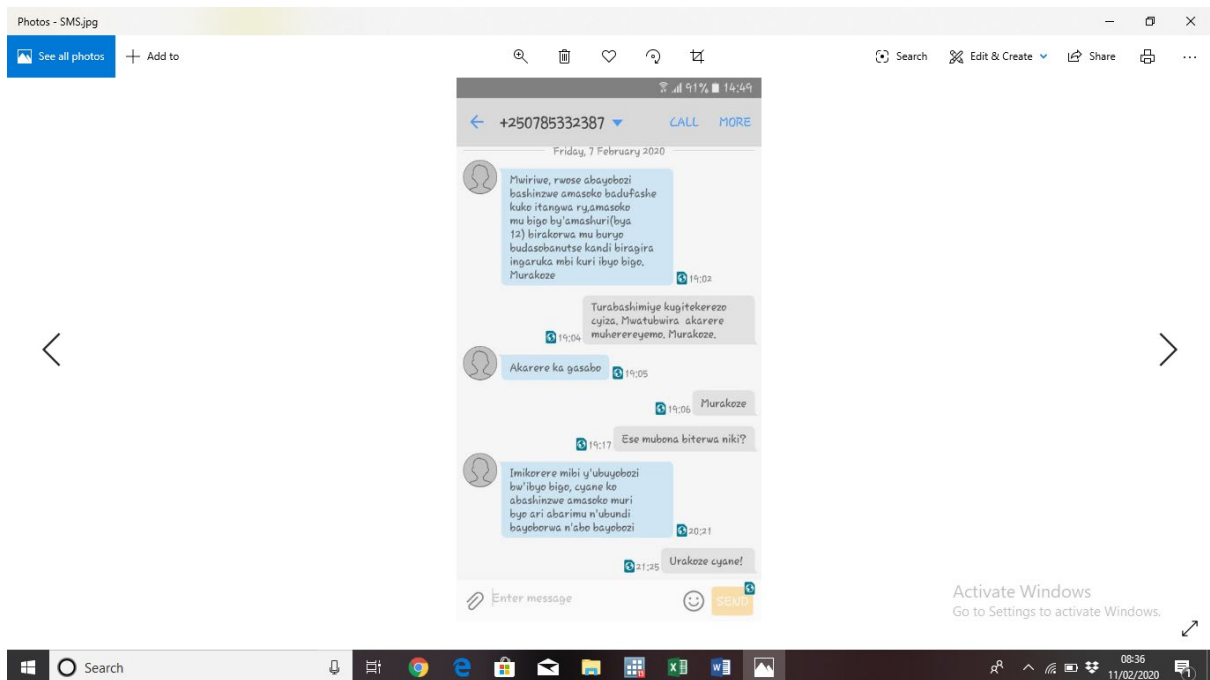 Photos - SMS.jpg
See all photos
Add to
Search
Edit & Create
Share
91% 14:49
+250785332387
CALL MORE
Friday, 7 February 2020
Mwiriwe, rwose abayobozi
bashinzwe amasoko badufashe
kuko itangwa ry,amasoko
mu bigo by'amashuri(bya
12) birakorwa mu buryo
budasobanutse kandi biragira
ingaruka mbi kuri ibyo bigo.
Murakoze
19:02
Turabashimiye kugitekerezo
cyiza. Mwatubwira akarere
muherereyemo. Murakoze.
19:04
Akarere ka gasabo
19:05
19:06 Murakoze
19:17 Ese mubona biterwa niki?
Imikorere mibi y'ubuyobozi
bw'ibyo bigo, cyane ko
abashinzwe amasoko muri
byo ari abarimu n'ubundi
bayoborwa n'abo bayobozi
20:21
21:25 Urakoze cyane!
Enter message
SEND
Activate Windows
Go to Settings to activate Windows.
Search
08:36
11/02/2020